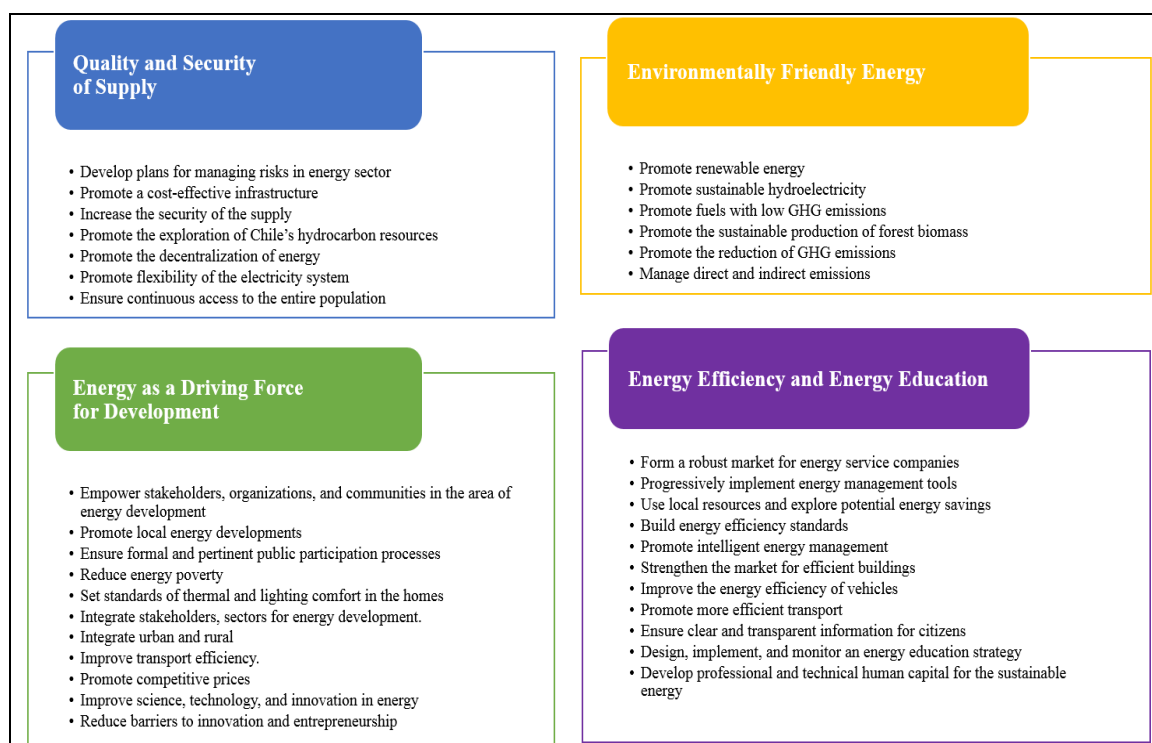 Quality and Security
of Supply
• Develop plans for managing risks in energy sector
• Promote a cost-effective infrastructure
• Increase the security of the supply
• Promote the exploration of Chile's hydrocarbon resources
• Promote the decentralization of energy
• Promote flexibility of the electricity system
• Ensure continuous access to the entire population
Environmentally Friendly Energy
• Promote renewable energy
• Promote sustainable hydroelectricity
• Promote fuels with low GHG emissions
• Promote the sustainable production of forest biomass
• Promote the reduction of GHG emissions
• Manage direct and indirect emissions
Energy as a Driving Force
for Development
• Empower stakeholders, organizations, and communities in the area of
energy development
• Promote local energy developments
• Ensure formal and pertinent public participation processes
• Reduce energy poverty
• Set standards of thermal and lighting comfort in the homes
• Integrate stakeholders, sectors for energy development.
• Integrate urban and rural
• Improve transport efficiency.
• Promote competitive prices
• Improve science, technology, and innovation in energy
• Reduce barriers to innovation and entrepreneurship
Energy Efficiency and Energy Education
• Form a robust market for energy service companies
• Progressively implement energy management tools
• Use local resources and explore potential energy savings
• Build energy efficiency standards
• Promote intelligent energy management
• Strengthen the market for efficient buildings
• Improve the energy efficiency of vehicles
• Promote more efficient transport
• Ensure clear and transparent information for citizens
• Design, implement, and monitor an energy education strategy
• Develop professional and technical human capital for the sustainable
energy